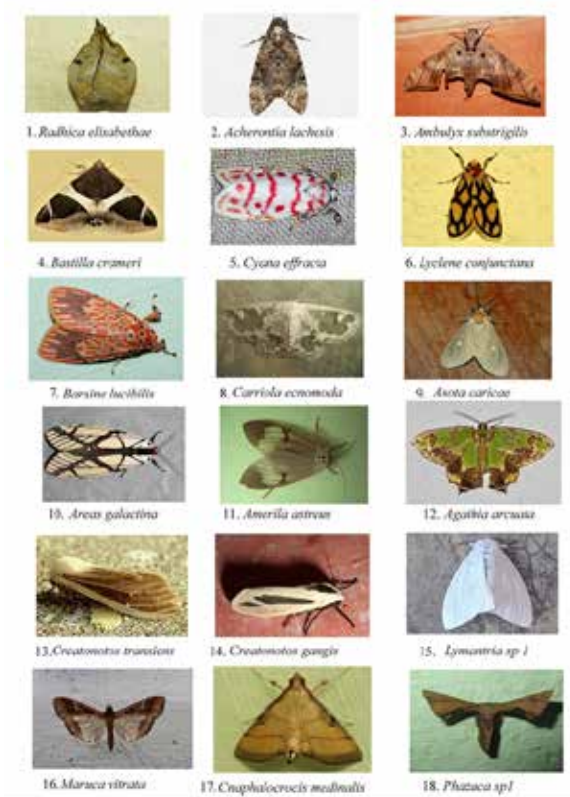 1. Radhica elisabethae
2. Acherontia lachesis
3. Ambulyx substrigilis
4. Bastilla crameri
5. Cyana effracta
6. Lyclene conjunctana
7. Barsine lucibilis
8. Carriola ecnomoda
9. Asota caricae
10. Areas galactina
11. Amerila astreus
12. Agathia arcuata
13. Creatonotos transiens
14. Creatonotos gangis
15. Lymantria sp 1
16. Maruca vitrata
17. Cnaphalocrocis medinalis
18. Phazaca sp1